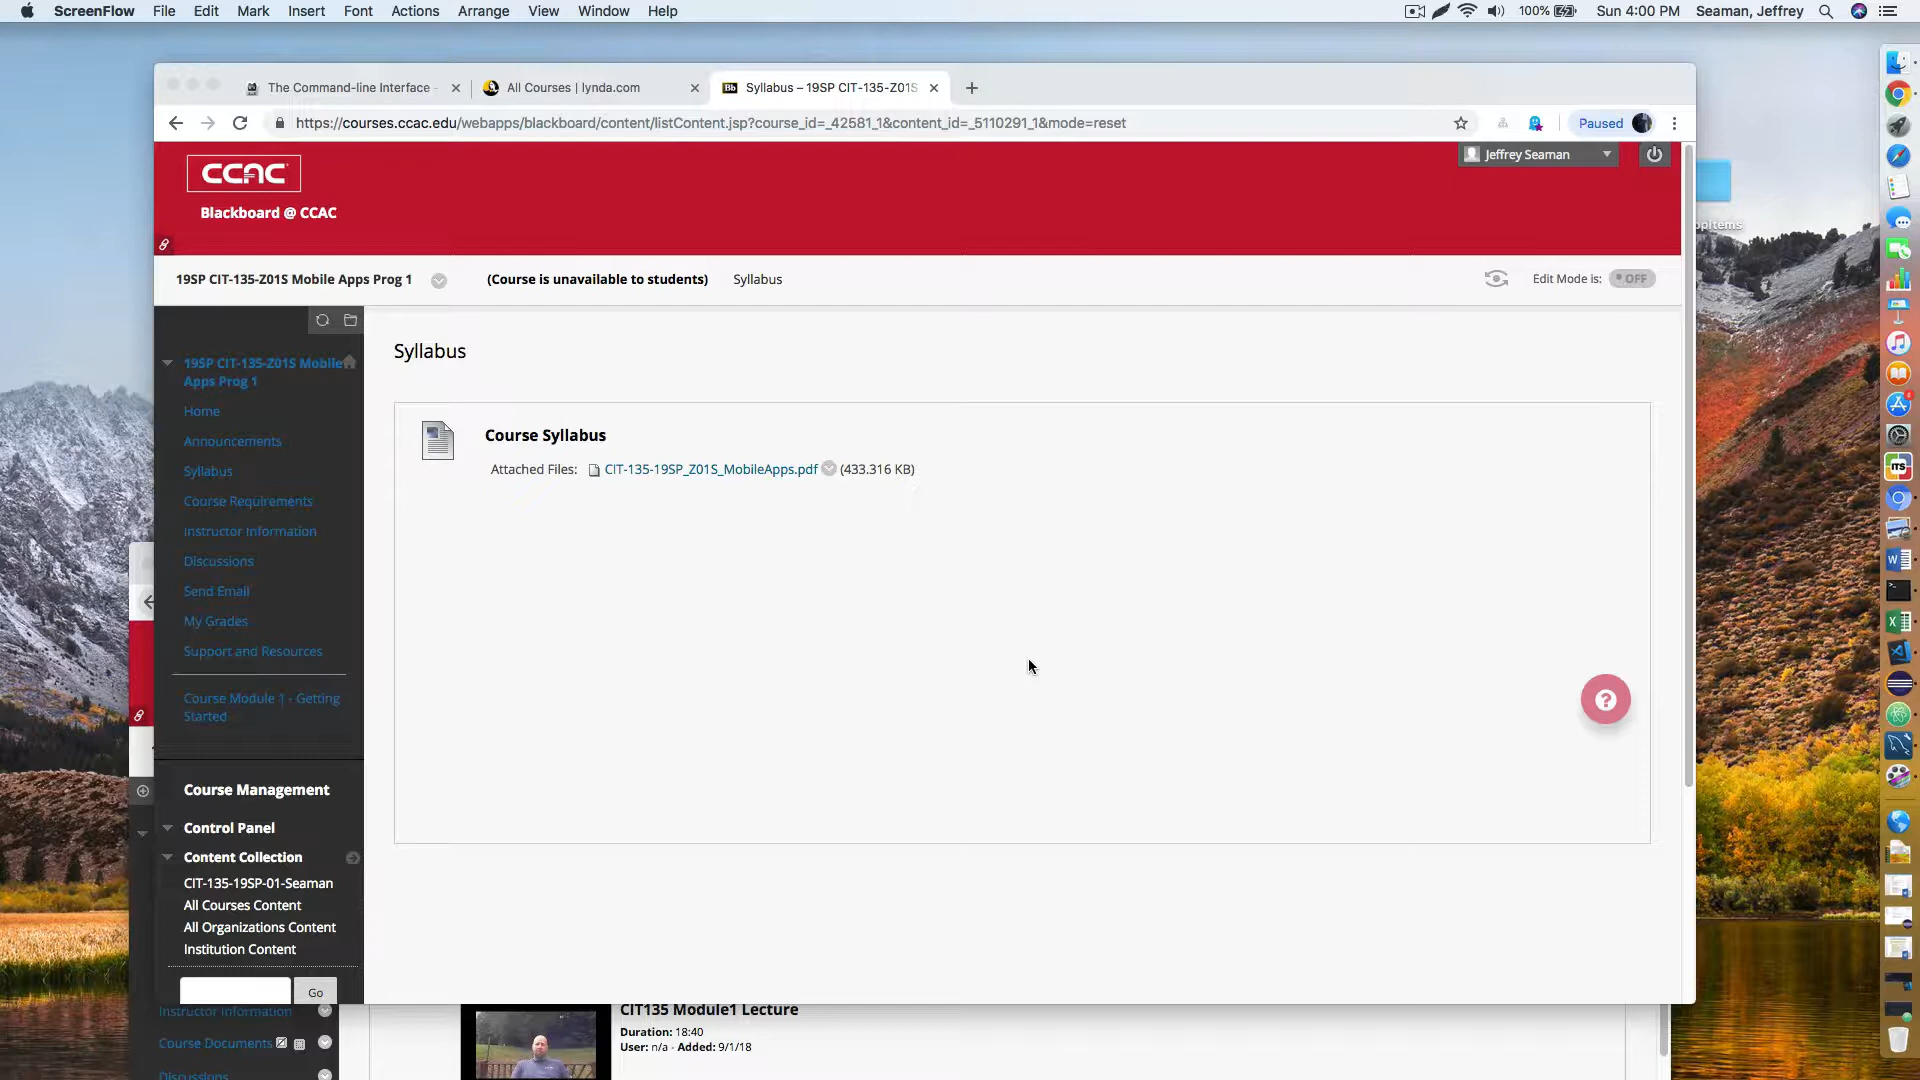 ScreenFlow File Edit Mark Insert Font Actions Arrange View Window Help 100% Sun 4:00 PM Seaman, Jeffrey
The Command-line Interface - All Courses | lynda.com Bb Syllabus – 19SP CIT-135-Z01S
https://courses.ccac.edu/webapps/blackboard/content/listContent.jsp?course_id=_42581_1&content_id=_5110291_1&mode=reset Paused
CCAC Jeffrey Seaman
Blackboard @ CCAC
19SP CIT-135-Z01S Mobile Apps Prog 1 (Course is unavailable to students) Syllabus Edit Mode is: OFF
Syllabus
19SP CIT-135-Z01S Mobile
Apps Prog 1
Home
Announcements
Syllabus
Course Requirements
Instructor Information
Discussions
Send Email
My Grades
Support and Resources
Course Module 1 - Getting
Started
Course Management
Control Panel
Content Collection
CIT-135-19SP-01-Seaman
All Courses Content
All Organizations Content
Institution Content
Go
Course Syllabus
Attached Files: CIT-135-19SP_Z01S_MobileApps.pdf (433.316 KB)
?
Instructor Information
Course Documents
Discussions
CIT135 Module1 Lecture
Duration: 18:40
User: n/a - Added: 9/1/18